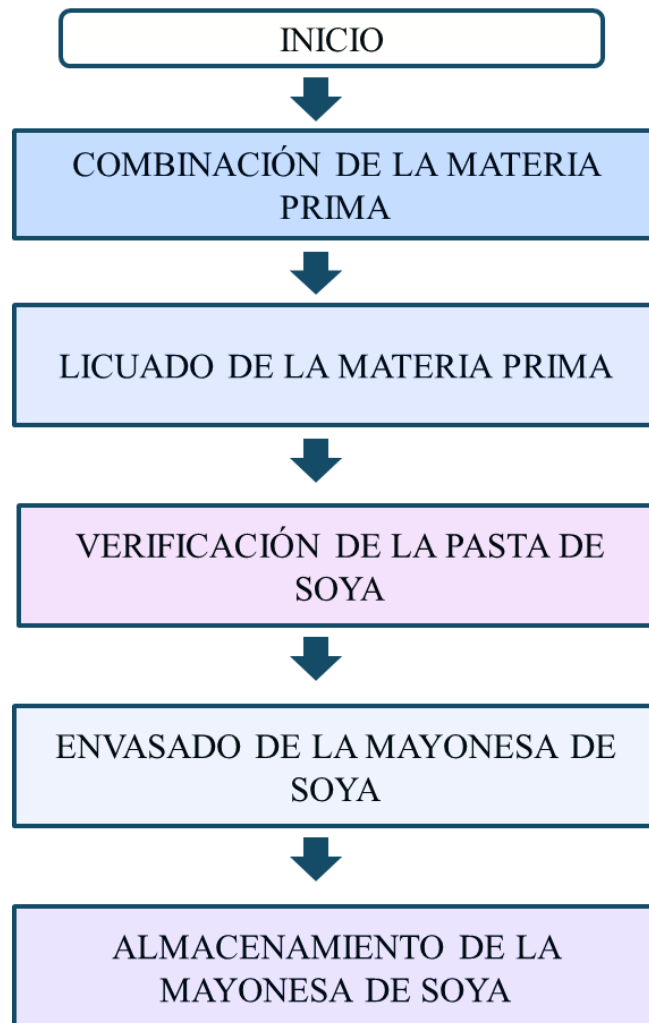 INICIO
COMBINACIÓN DE LA MATERIA
PRIMA
LICUADO DE LA MATERIA PRIMA
VERIFICACIÓN DE LA PASTA DE
SOYA
ENVASADO DE LA MAYONESA DE
SOYA
ALMACENAMIENTO DE LA
MAYONESA DE SOYA